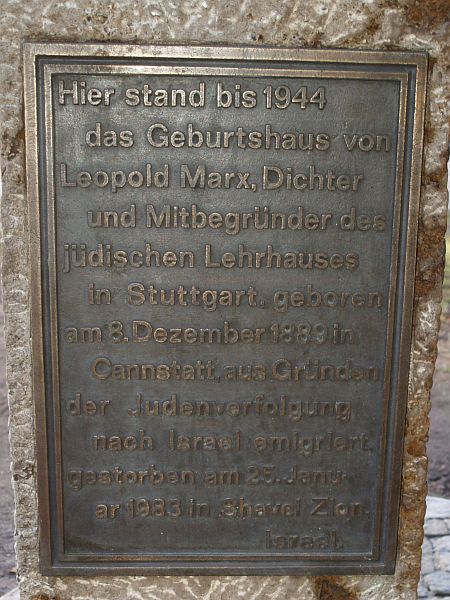 Hier stand bis 1944
das Geburtshaus von
Leopold Marx, Dichter
und Mitbegründer des
jüdischen Lehrhauses
in Stuttgart, geboren
am 8. Dezember 1889 in
Cannstatt, aus Gründen
der Judenverfolgung
nach Israel emigriert,
gestorben am 25. Janu-
ar 1983 in Shavei Zion,
Israel.